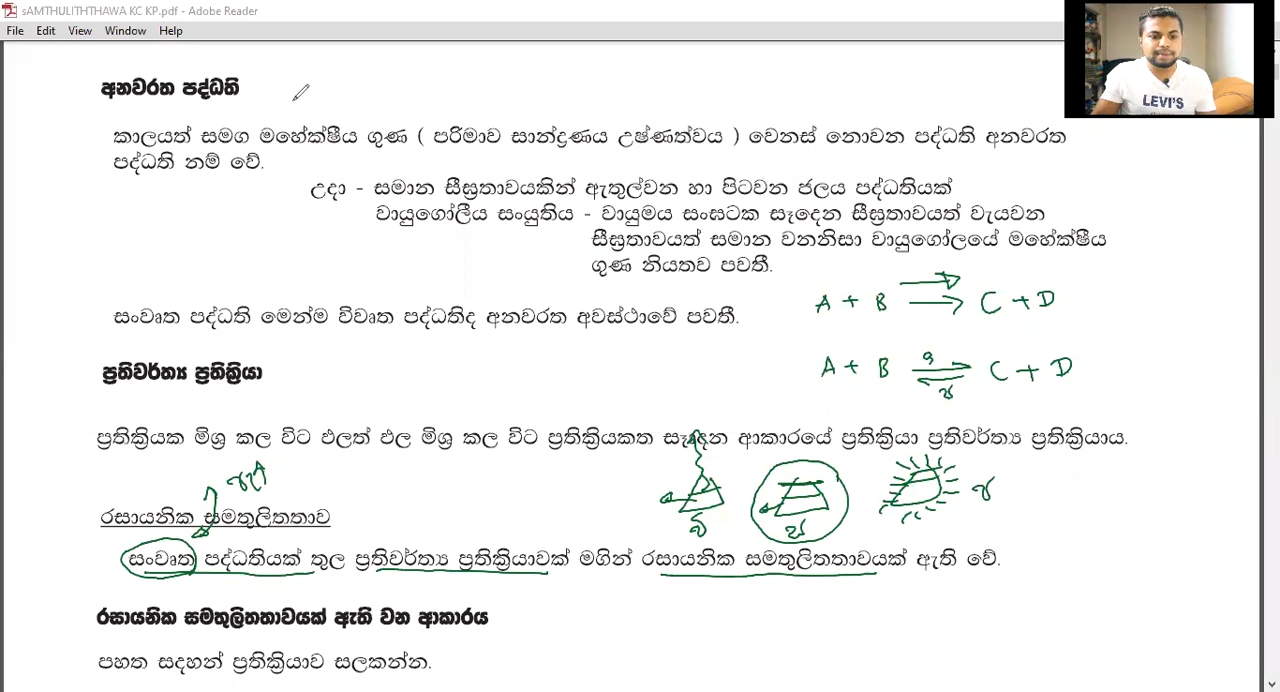 sAMTHULITHTHAWA KC KP.pdf - Adobe Reader
File Edit View Window Help
LEVI'S
අනවරත පද්ධති
කාලයත් සමග මහේක්ෂීය ගුණ ( පරිමාව සාන්ද්‍රණය උෂ්ණත්වය ) වෙනස් නොවන පද්ධති අනවරත
පද්ධති නම් වේ.
උදා - සමාන සීඝ්‍රතාවයකින් ඇතුල්වන හා පිටවන ජලය පද්ධතියක්
වායුගෝලීය සංයුතිය - වායුමය සංඝටක සෑදෙන සීඝ්‍රතාවයත් වැයවන
සීඝ්‍රතාවයත් සමාන වනනිසා වායුගෝලයේ මහේක්ෂීය
ගුණ නියතව පවතී.
A + B → C + D
සංවෘත පද්ධති මෙන්ම විවෘත පද්ධතිද අනවරත අවස්ථාවේ පවතී.
A + B ⇌ C + D
ප්‍රතිවර්ත්‍ය ප්‍රතික්‍රියා
ප්‍රතික්‍රියක මිශ්‍ර කල විට ඵලත් ඵල මිශ්‍ර කල විට ප්‍රතික්‍රියකත සෑදෙන ආකාරයේ ප්‍රතික්‍රියා ප්‍රතිවර්ත්‍ය ප්‍රතික්‍රියාය.
රසායනික සමතුලිතතාව
සංවෘත පද්ධතියක් තුල ප්‍රතිවර්ත්‍ය ප්‍රතික්‍රියාවක් මගින් රසායනික සමතුලිතතාවයක් ඇති වේ.
රසායනික සමතුලිතතාවයක් ඇති වන ආකාරය
පහත සඳහන් ප්‍රතික්‍රියාව සලකන්න.